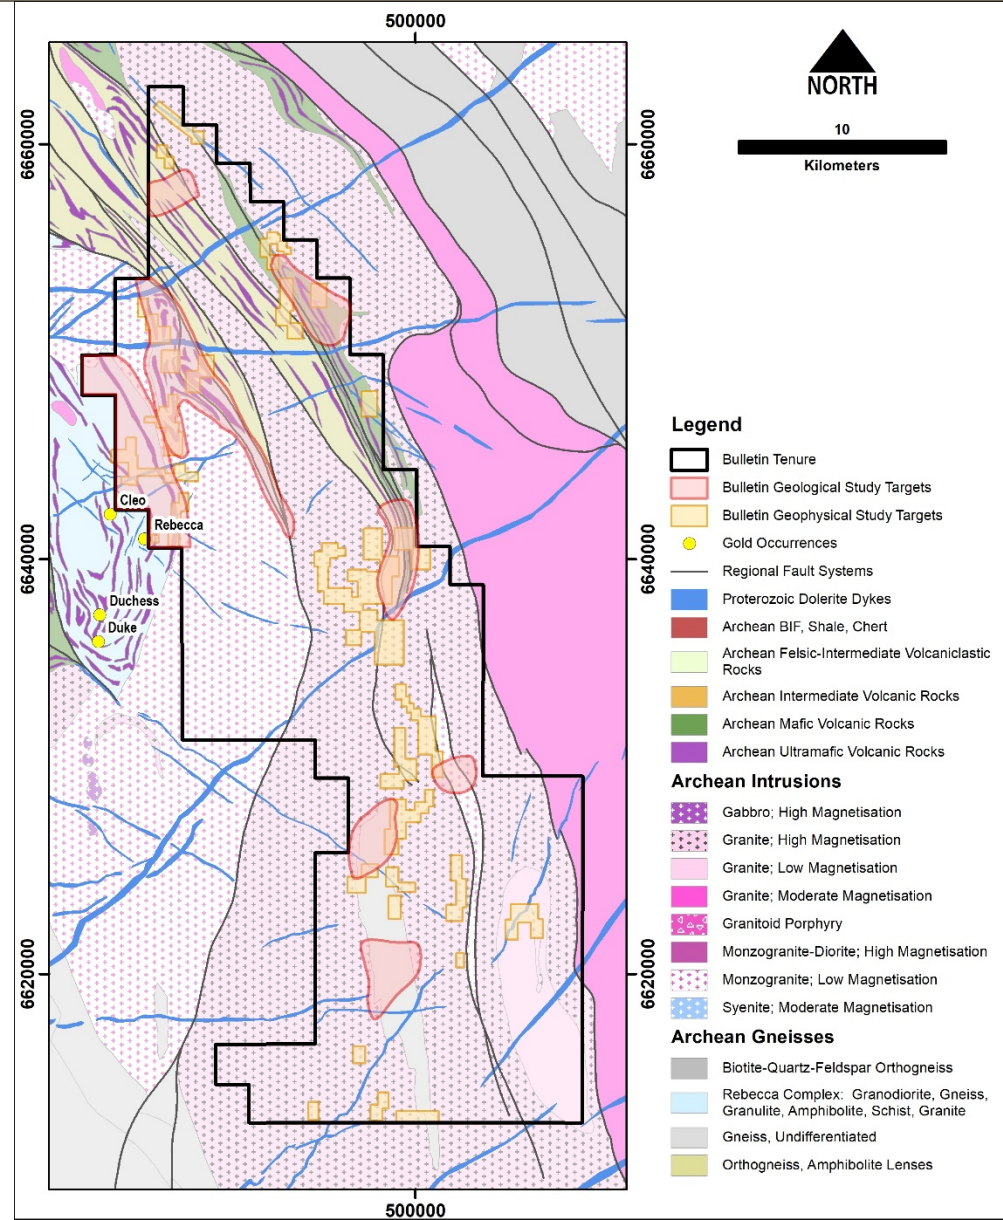 500000
NORTH
10
Kilometers
6660000
6660000
Cleo
Rebecca
6640000
6640000
Duchess
Duke
6620000
6620000
500000
Legend
Bulletin Tenure
Bulletin Geological Study Targets
Bulletin Geophysical Study Targets
Gold Occurrences
Regional Fault Systems
Proterozoic Dolerite Dykes
Archean BIF, Shale, Chert
Archean Felsic-Intermediate Volcaniclastic
Rocks
Archean Intermediate Volcanic Rocks
Archean Mafic Volcanic Rocks
Archean Ultramafic Volcanic Rocks
Archean Intrusions
Gabbro; High Magnetisation
Granite; High Magnetisation
Granite; Low Magnetisation
Granite; Moderate Magnetisation
Granitoid Porphyry
Monzogranite-Diorite; High Magnetisation
Monzogranite; Low Magnetisation
Syenite; Moderate Magnetisation
Archean Gneisses
Biotite-Quartz-Feldspar Orthogneiss
Rebecca Complex: Granodiorite, Gneiss,
Granulite, Amphibolite, Schist, Granite
Gneiss, Undifferentiated
Orthogneiss, Amphibolite Lenses